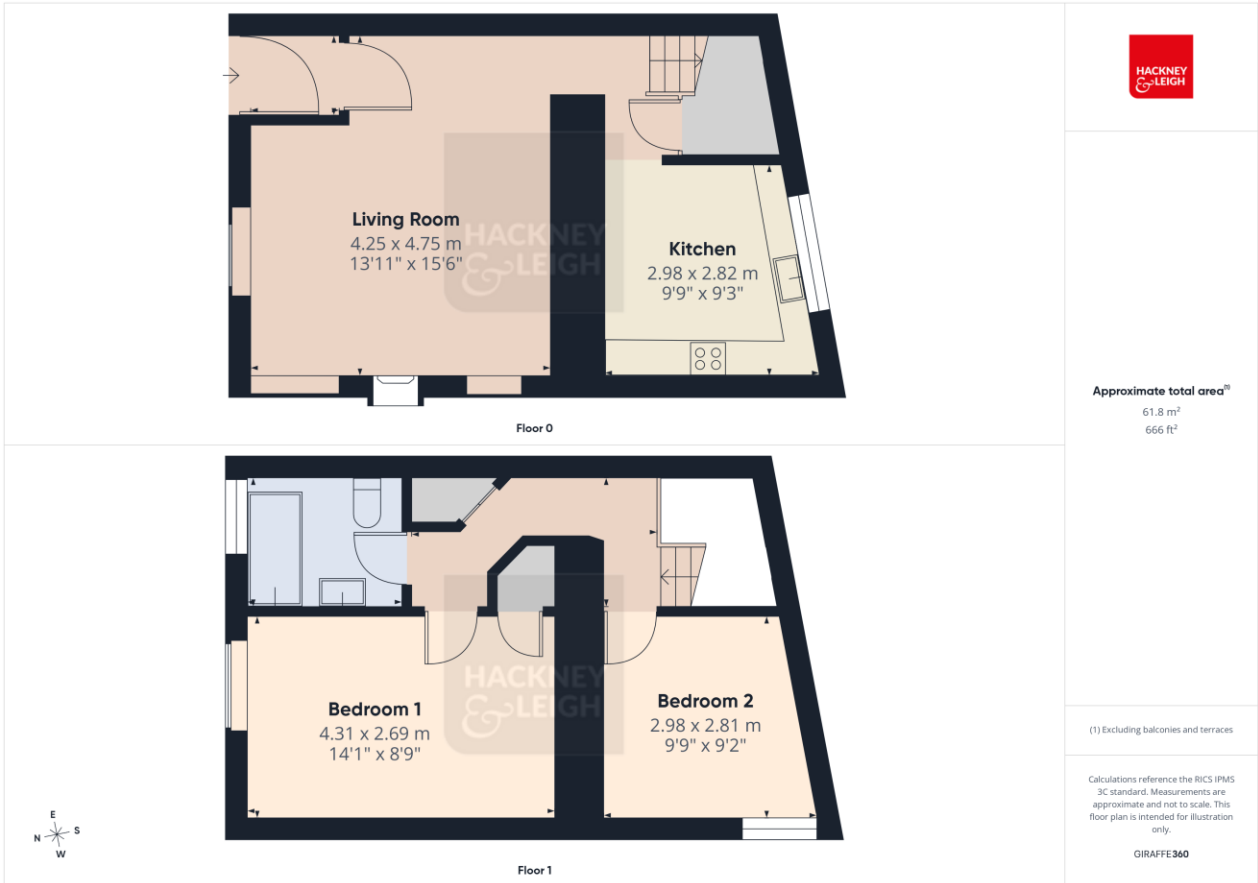 Living Room
4.25 x 4.75 m
13'11" x 15'6"
HACKNEY
& LEIGH
Kitchen
2.98 x 2.82 m
9'9" x 9'3"
Floor 0
Bedroom 1
4.31 x 2.69 m
14'1" x 8'9"
HACKNEY
& LEIGH
Bedroom 2
2.98 x 2.81 m
9'9" x 9'2"
E
N S
W
Floor 1
HACKNEY
& LEIGH
Approximate total area(1)
61.8 m²
666 ft²
(1) Excluding balconies and terraces
Calculations reference the RICS IPMS
3C standard. Measurements are
approximate and not to scale. This
floor plan is intended for illustration
only.
GIRAFFE360